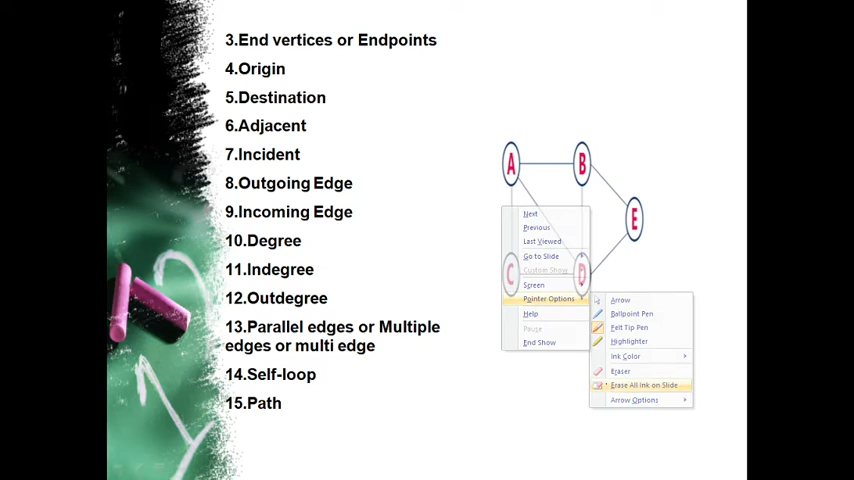 3.End vertices or Endpoints
4.Origin
5.Destination
6.Adjacent
7.Incident
8.Outgoing Edge
9.Incoming Edge
10.Degree
11.Indegree
12.Outdegree
13.Parallel edges or Multiple
edges or multi edge
14.Self-loop
15.Path
A
B
E
C
D
Next
Previous
Last Viewed
Go to Slide
Custom Show
Screen
Pointer Options
Help
Pause
End Show
Arrow
Ballpoint Pen
Felt Tip Pen
Highlighter
Ink Color
Eraser
Erase All Ink on Slide
Arrow Options